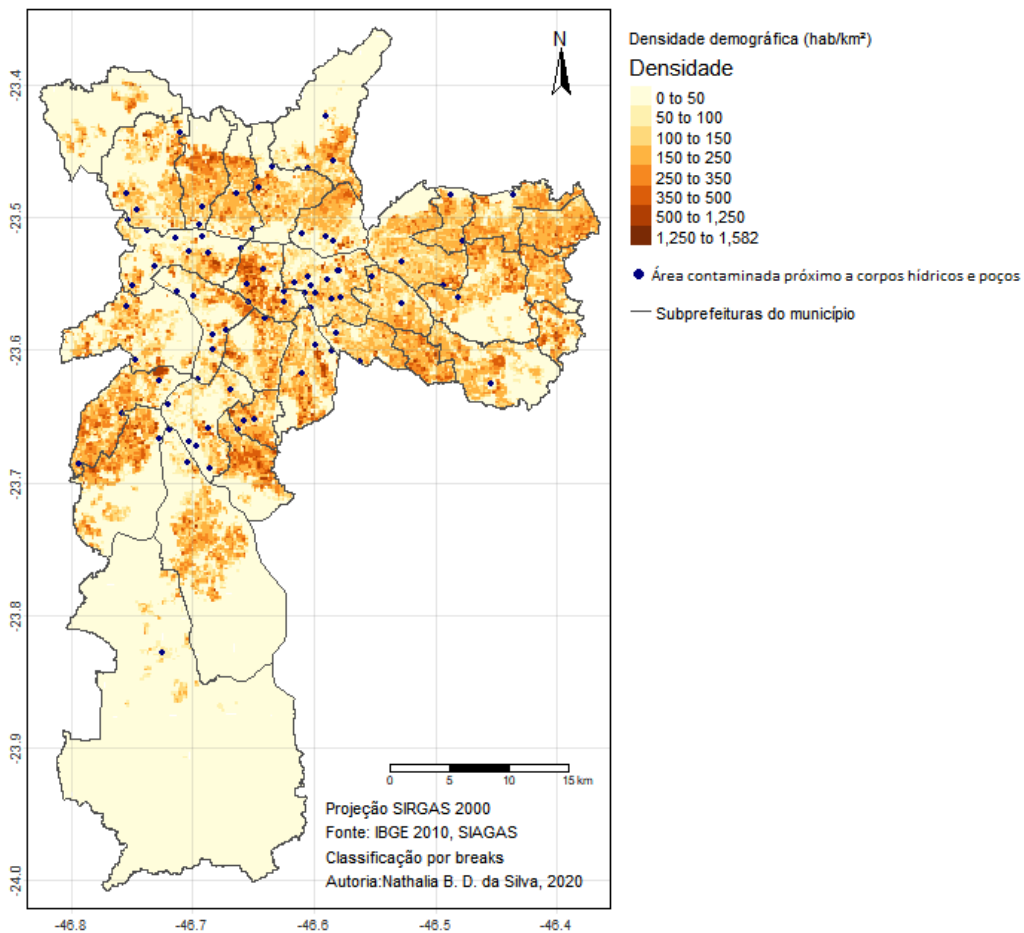 Densidade demográfica (hab/km²)
Densidade
0 to 50
50 to 100
100 to 150
150 to 250
250 to 350
350 to 500
500 to 1,250
1,250 to 1,582
Área contaminada próximo a corpos hídricos e poços
Subprefeituras do município
N
-23.4
-23.5
-23.6
-23.7
-23.8
-23.9
-24.0
0 5 10 15 km
Projeção SIRGAS 2000
Fonte: IBGE 2010, SIAGAS
Classificação por breaks
Autoria:Nathalia B. D. da Silva, 2020
-46.8 -46.7 -46.6 -46.5 -46.4